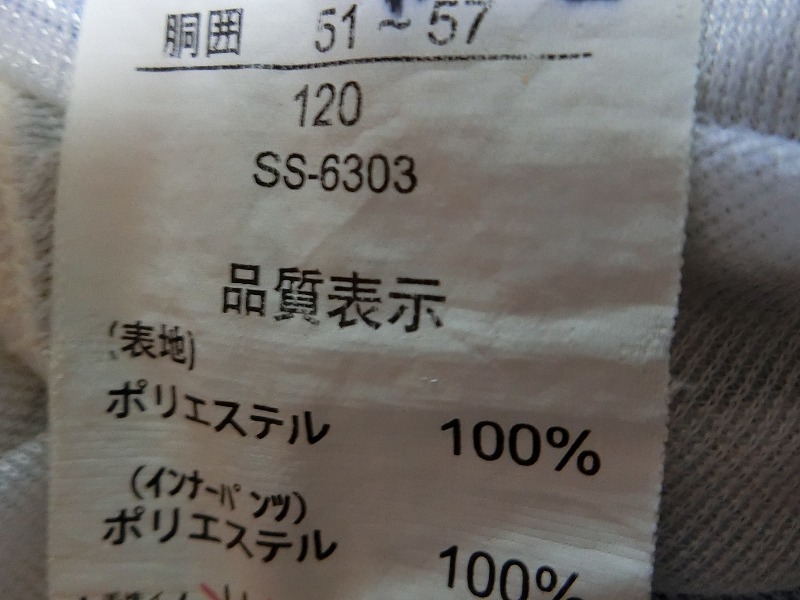 胴囲 51~57
120
SS-6303
品質表示
(表地)
ポリエステル 100%
(インナーパンツ)
ポリエステル 100%